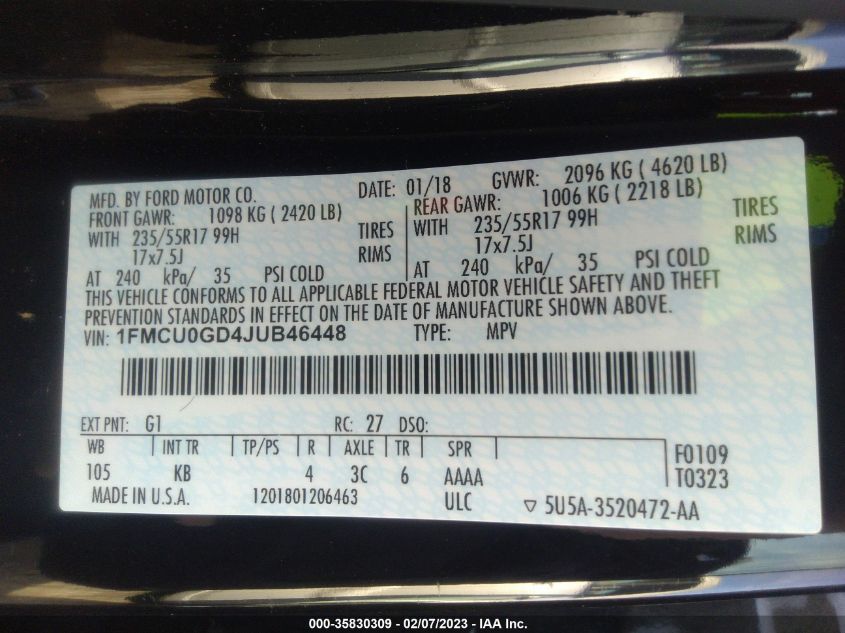 MFD. BY FORD MOTOR CO. DATE: 01/18 GVWR: 2096 KG ( 4620 LB)
FRONT GAWR: 1098 KG ( 2420 LB) REAR GAWR: 1006 KG ( 2218 LB)
WITH 235/55R17 99H TIRES WITH 235/55R17 99H TIRES
17x7.5J RIMS 17x7.5J RIMS
AT 240 kPa/ 35 PSI COLD AT 240 kPa/ 35 PSI COLD
THIS VEHICLE CONFORMS TO ALL APPLICABLE FEDERAL MOTOR VEHICLE SAFETY AND THEFT
PREVENTION STANDARDS IN EFFECT ON THE DATE OF MANUFACTURE SHOWN ABOVE.
VIN: 1FMCU0GD4JUB46448 TYPE: MPV
EXT PNT: G1 RC: 27 DSO:
WB INT TR TP/PS R AXLE TR SPR F0109
105 KB 4 3C 6 AAAA T0323
MADE IN U.S.A. 1201801206463 ULC ▽ 5U5A-3520472-AA
000-35830309 - 02/07/2023 - IAA Inc.